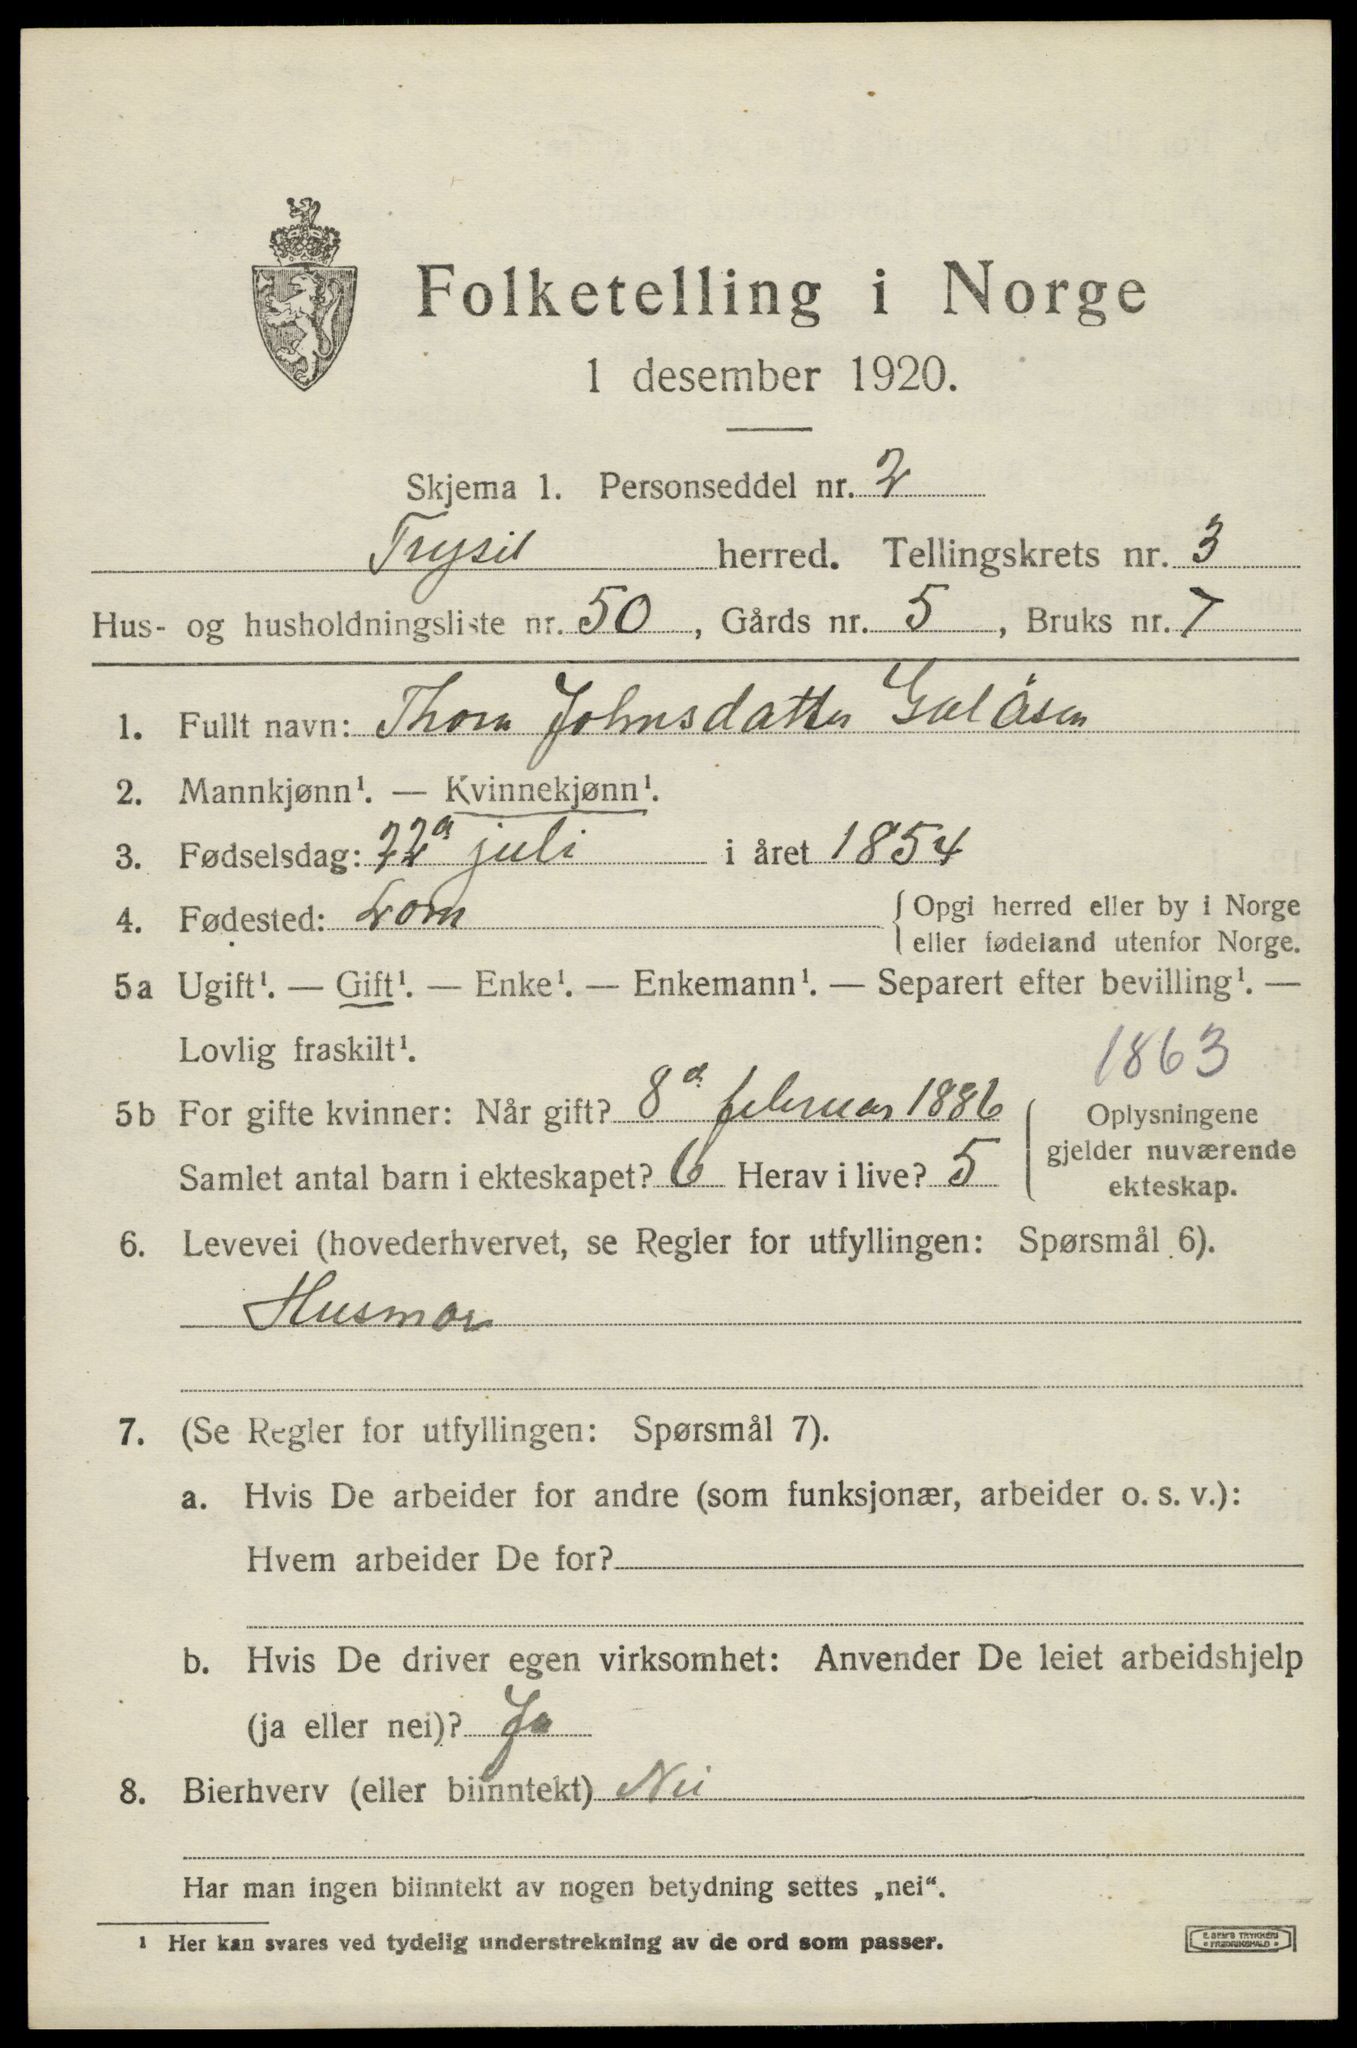 Folketelling i Norge
1 desember 1920.
Skjema 1. Personseddel nr. 2
Trysil herred. Tellingskrets nr. 3
Hus- og husholdningsliste nr. 50, Gårds nr. 5, Bruks nr. 7
1. Fullt navn: Thora Johnsdatter Galåsen
2. Mannkjønn¹. — Kvinnekjønn¹.
3. Fødselsdag: 22d juli i året 1854
4. Fødested: Lom { Opgi herred eller by i Norge
eller fødeland utenfor Norge.
5a Ugift¹. — Gift¹. — Enke¹. — Enkemann¹. — Separert efter bevilling¹. —
Lovlig fraskilt¹.
1863
5b For gifte kvinner: Når gift? 8d februar 1886
Samlet antal barn i ekteskapet? 6 Herav i live? 5
Oplysningene
gjelder nuværende
ekteskap.
6. Levevei (hovederhvervet, se Regler for utfyllingen: Spørsmål 6).
Husmor
7. (Se Regler for utfyllingen: Spørsmål 7).
a. Hvis De arbeider for andre (som funksjonær, arbeider o. s. v.):
Hvem arbeider De for?
b. Hvis De driver egen virksomhet: Anvender De leiet arbeidshjelp
(ja eller nei)? Ja
8. Bierhverv (eller biinntekt) Nei
Har man ingen biinntekt av nogen betydning settes „nei“.
¹ Her kan svares ved tydelig understrekning av de ord som passer.
E. SEM'S TRYKKERI
• FREDRIKSHALD •